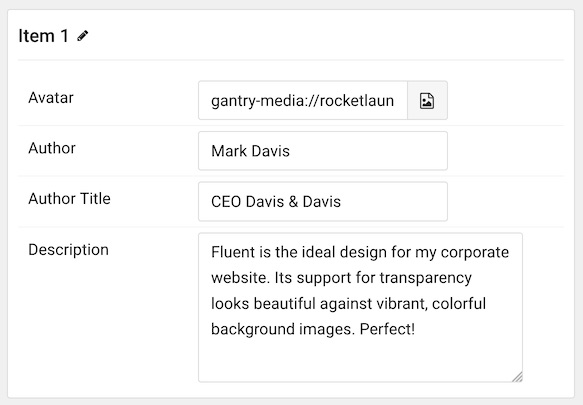 Item 1
Avatar
gantry-media://rocketlaun
Author
Mark Davis
Author Title
CEO Davis & Davis
Description
Fluent is the ideal design for my corporate
website. Its support for transparency
looks beautiful against vibrant, colorful
background images. Perfect!